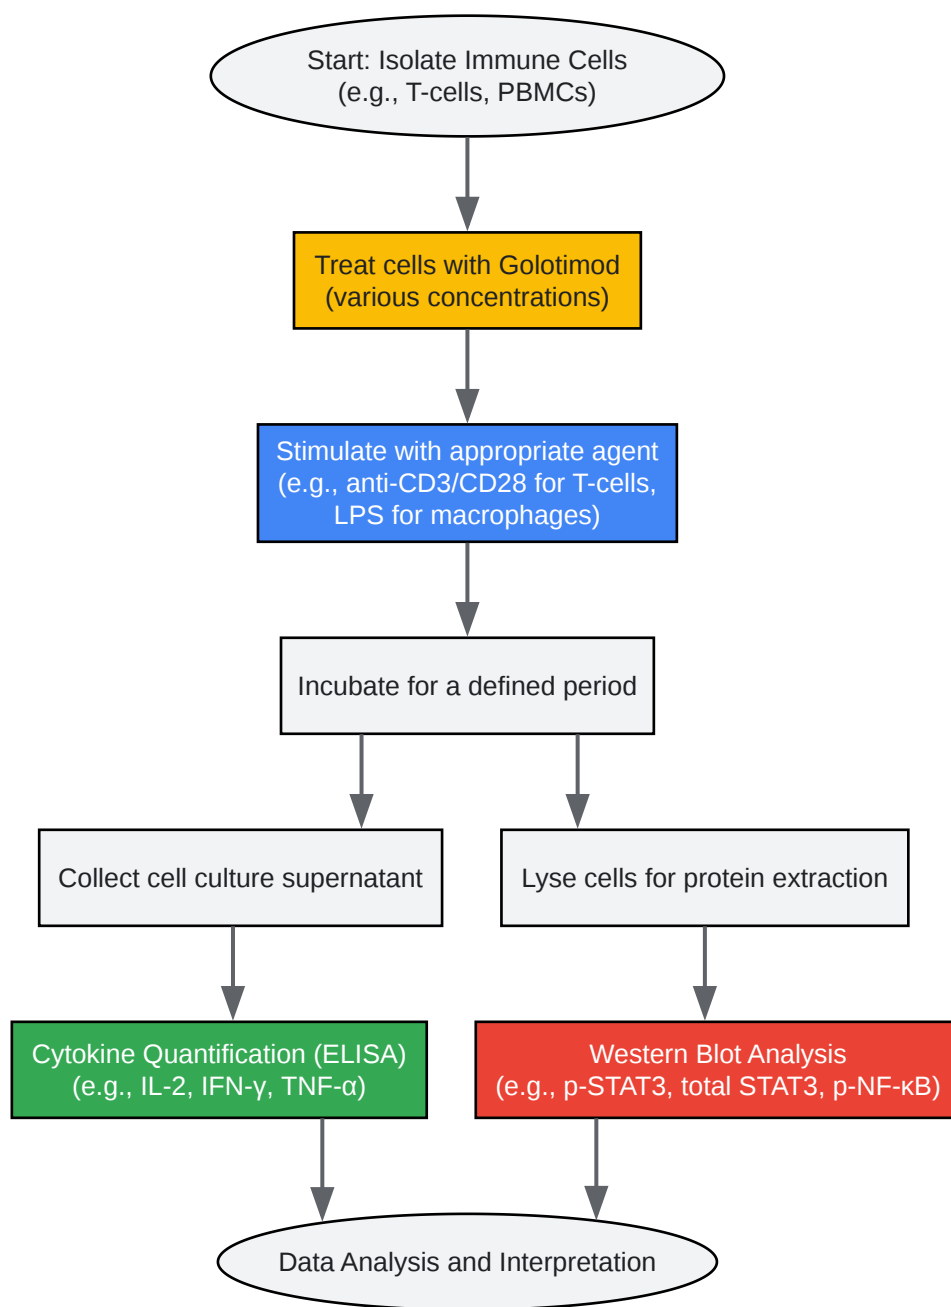 Start: Isolate Immune Cells
(e.g., T-cells, PBMCs)
Treat cells with Golotimod
(various concentrations)
Stimulate with appropriate agent
(e.g., anti-CD3/CD28 for T-cells,
LPS for macrophages)
Incubate for a defined period
Collect cell culture supernatant
Lyse cells for protein extraction
Cytokine Quantification (ELISA)
(e.g., IL-2, IFN-γ, TNF-α)
Western Blot Analysis
(e.g., p-STAT3, total STAT3, p-NF-κB)
Data Analysis and Interpretation